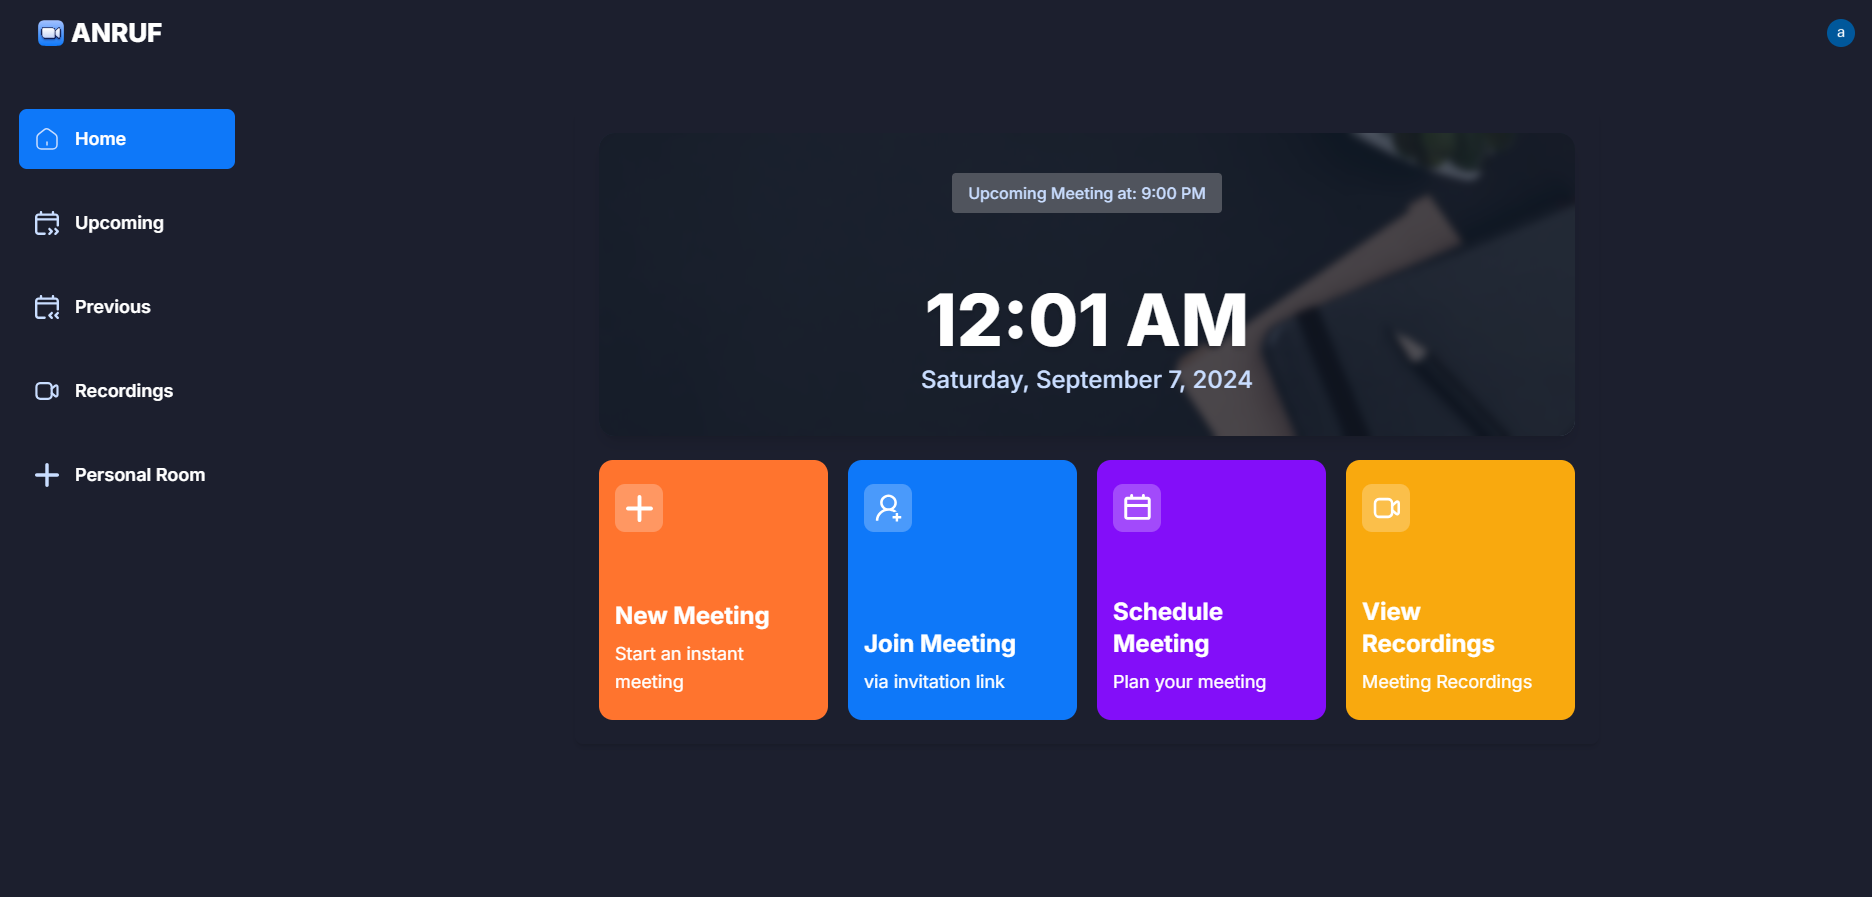 ANRUF
a
Home
Upcoming
Previous
Recordings
Personal Room
Upcoming Meeting at: 9:00 PM
12:01 AM
Saturday, September 7, 2024
New Meeting
Start an instant
meeting
Join Meeting
via invitation link
Schedule
Meeting
Plan your meeting
View
Recordings
Meeting Recordings